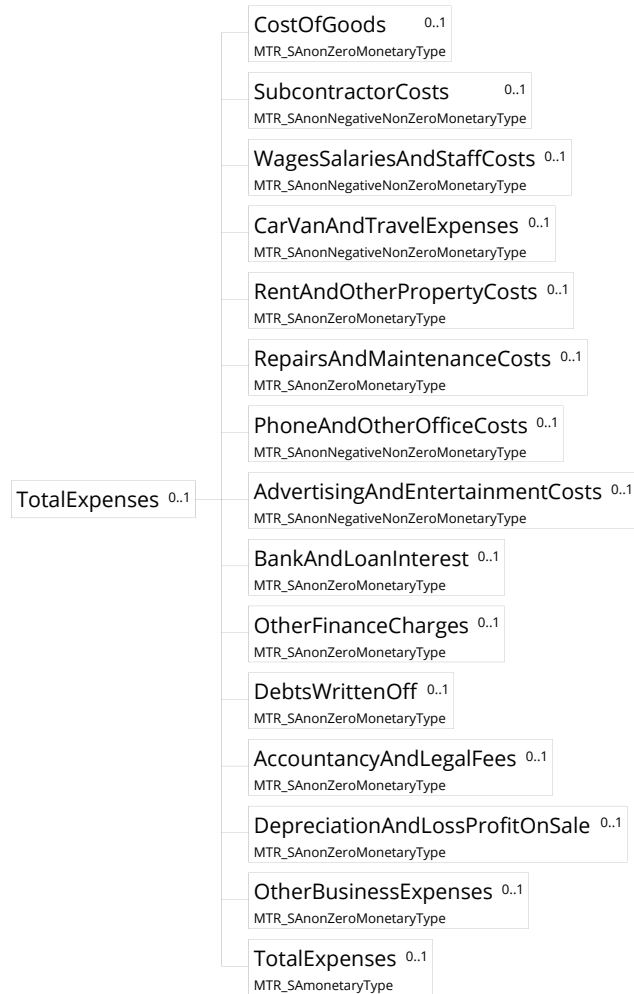 CostOfGoods 0..1
MTR_SAnonZeroMonetaryType
SubcontractorCosts 0..1
MTR_SAnonNegativeNonZeroMonetaryType
WagesSalariesAndStaffCosts 0..1
MTR_SAnonNegativeNonZeroMonetaryType
CarVanAndTravelExpenses 0..1
MTR_SAnonNegativeNonZeroMonetaryType
RentAndOtherPropertyCosts 0..1
MTR_SAnonZeroMonetaryType
RepairsAndMaintenanceCosts 0..1
MTR_SAnonZeroMonetaryType
PhoneAndOtherOfficeCosts 0..1
MTR_SAnonNegativeNonZeroMonetaryType
TotalExpenses 0..1
AdvertisingAndEntertainmentCosts 0..1
MTR_SAnonNegativeNonZeroMonetaryType
BankAndLoanInterest 0..1
MTR_SAnonZeroMonetaryType
OtherFinanceCharges 0..1
MTR_SAnonZeroMonetaryType
DebtsWrittenOff 0..1
MTR_SAnonZeroMonetaryType
AccountancyAndLegalFees 0..1
MTR_SAnonZeroMonetaryType
DepreciationAndLossProfitOnSale 0..1
MTR_SAnonZeroMonetaryType
OtherBusinessExpenses 0..1
MTR_SAnonZeroMonetaryType
TotalExpenses 0..1
MTR_SAmonetaryType